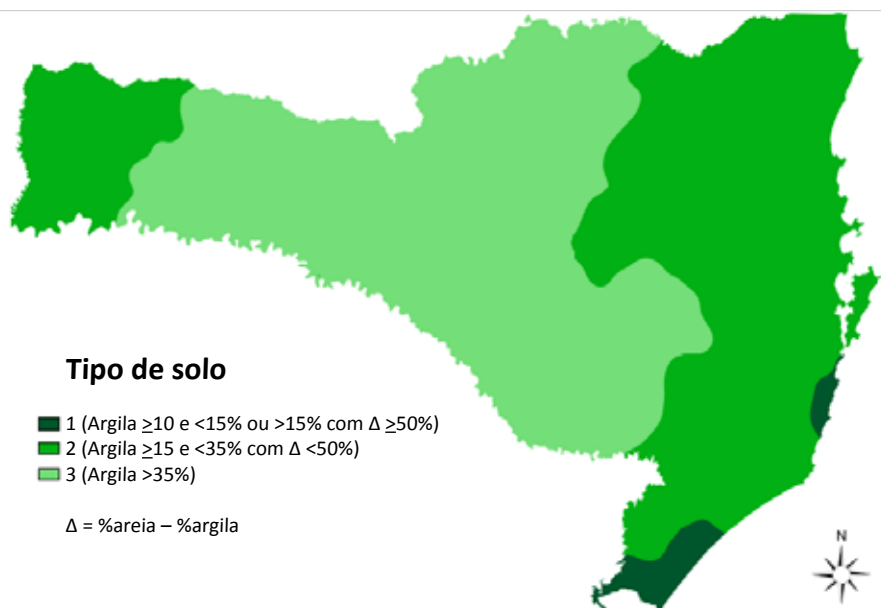 Tipo de solo
1 (Argila ≥10 e <15% ou >15% com Δ ≥50%)
2 (Argila ≥15 e <35% com Δ <50%)
3 (Argila >35%)
Δ = %areia – %argila
N